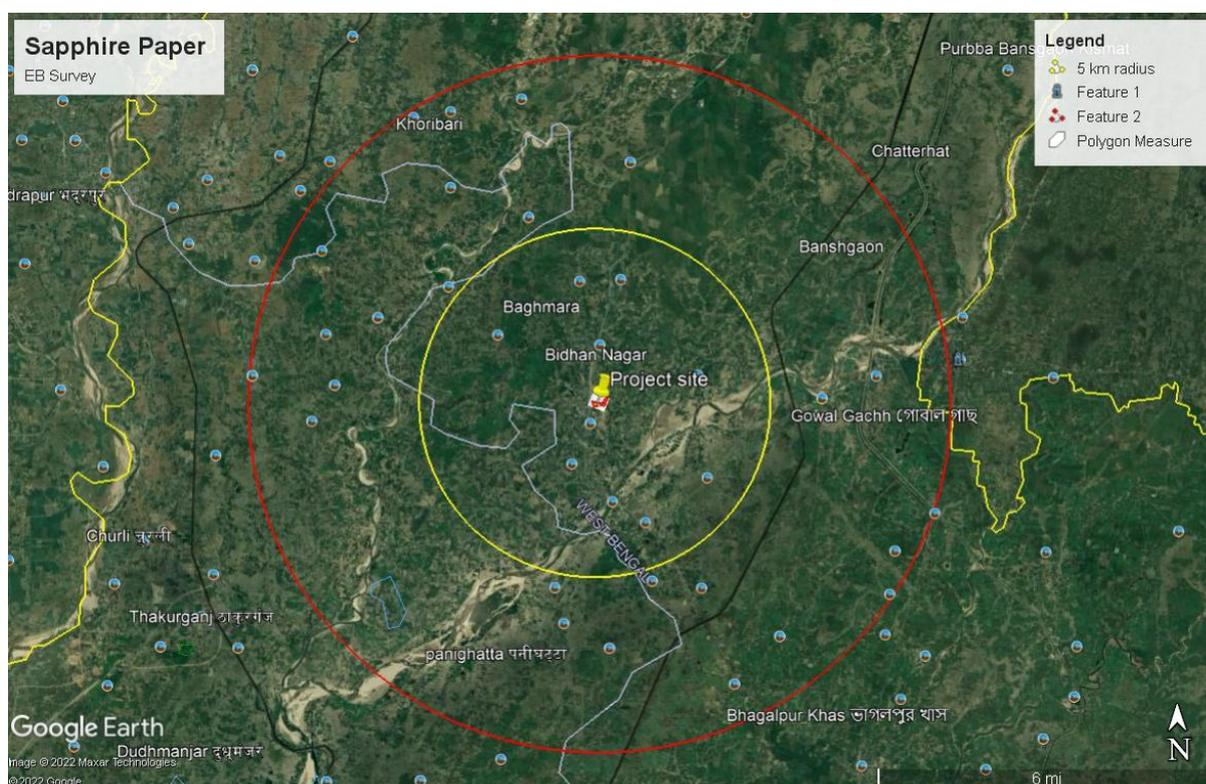 Sapphire Paper
EB Survey
Legend
5 km radius
Feature 1
Feature 2
Polygon Measure
Purbba Bansgaon Kismat
Khoribari
Chatterhat
drapur भद्रपुर
Banshgaon
Baghmara
Bidhan Nagar
Project site
Gowal Gachh গোবাল গাছ
WEST BENGAL
Churli चुरली
Thakurganj ठाकुरगंज
panighatta पनीघट्टा
Bhagalpur Khas ভাগলপুর খাস
Google Earth
Dudhmanjar दुधमंजर
Image © 2022 Maxar Technologies
© 2022 Google
6 mi
N